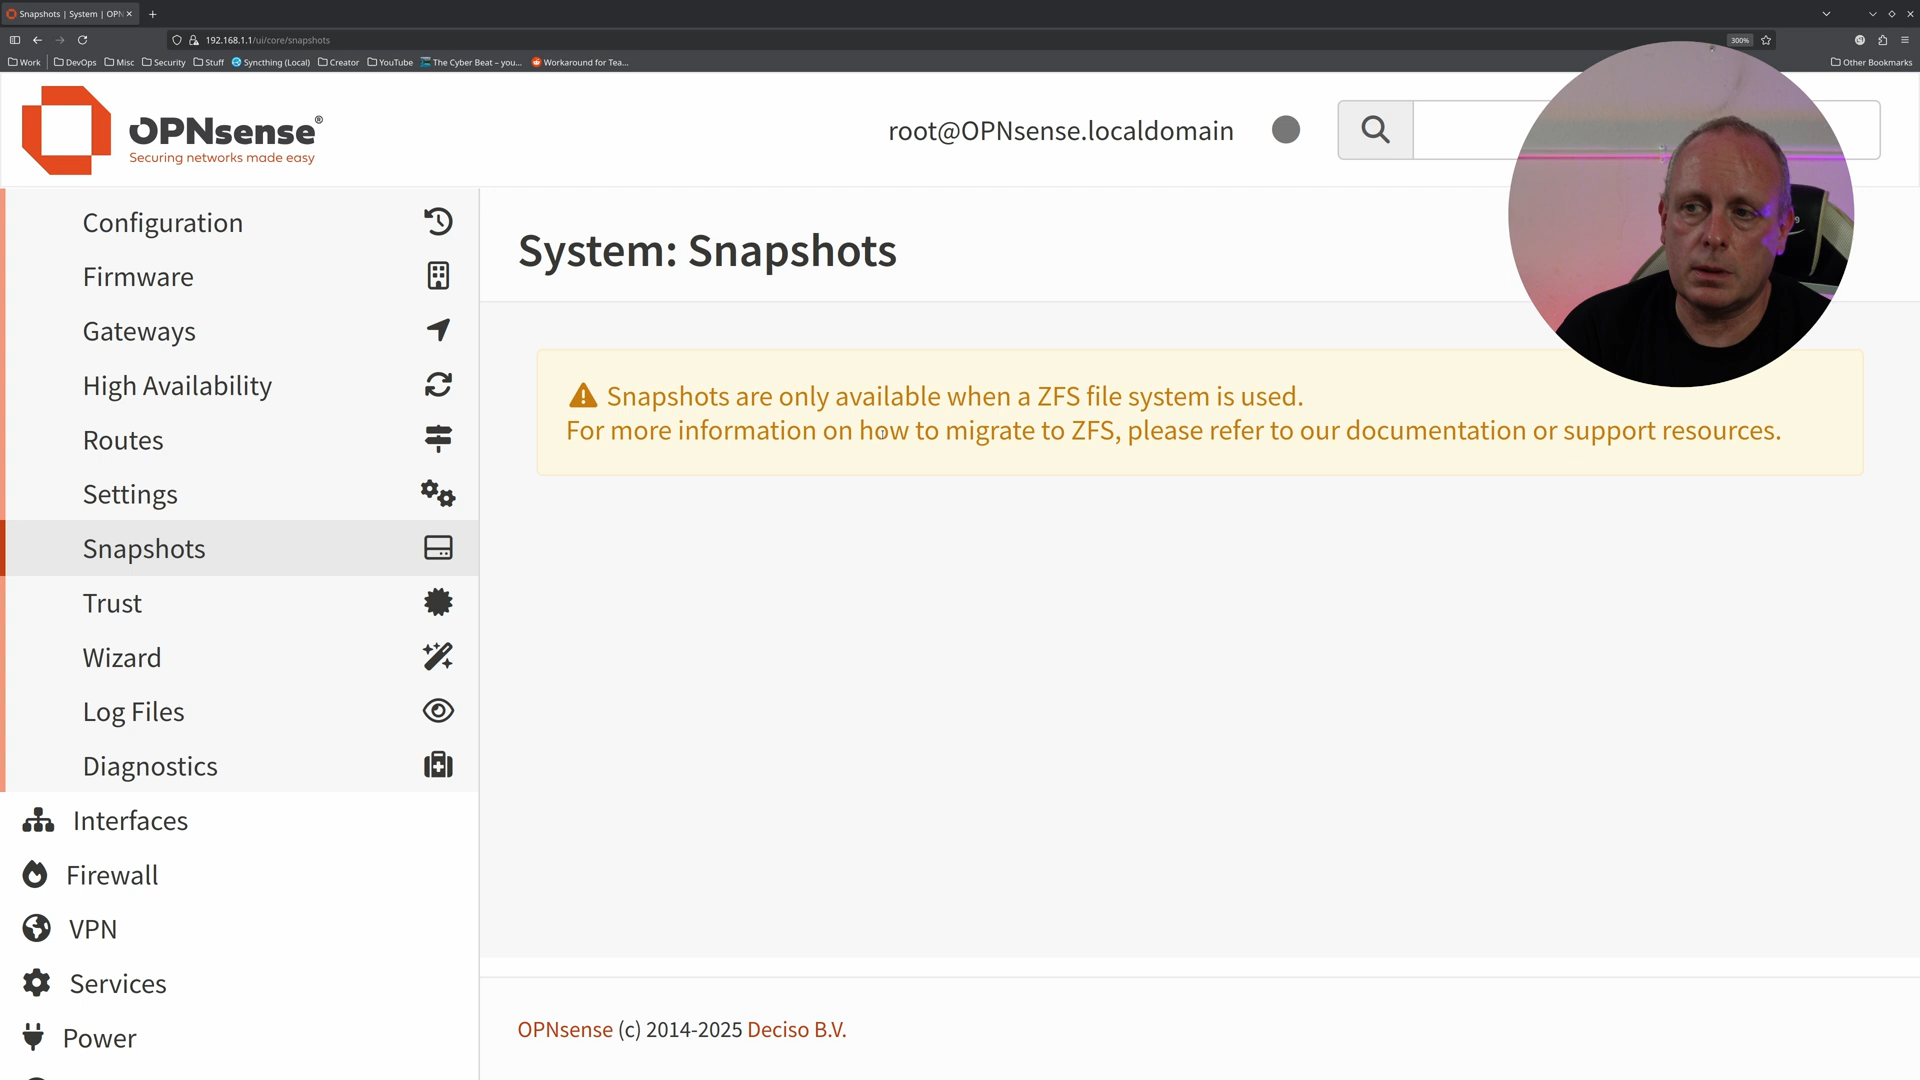 Snapshots | System | OPN
192.168.1.1/ui/core/snapshots
300%
Work
DevOps
Misc
Security
Stuff
Syncthing (Local)
Creator
YouTube
The Cyber Beat – you...
Workaround for Tea...
Other Bookmarks
OPNsense®
Securing networks made easy
root@OPNsense.localdomain
Configuration
Firmware
Gateways
High Availability
Routes
Settings
Snapshots
Trust
Wizard
Log Files
Diagnostics
Interfaces
Firewall
VPN
Services
Power
System: Snapshots
Snapshots are only available when a ZFS file system is used.
For more information on how to migrate to ZFS, please refer to our documentation or support resources.
OPNsense (c) 2014-2025 Deciso B.V.